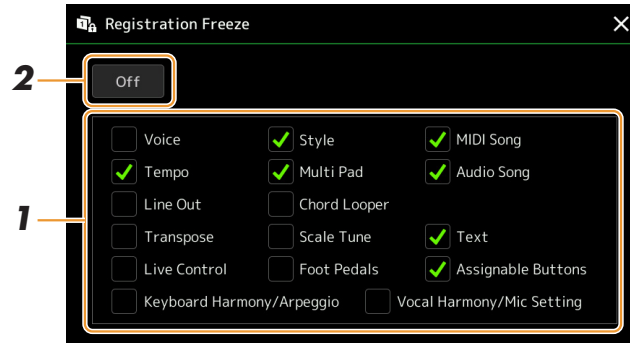 Registration Freeze
2
Off
Voice Style MIDI Song
Tempo Multi Pad Audio Song
Line Out Chord Looper
1
Transpose Scale Tune Text
Live Control Foot Pedals Assignable Buttons
Keyboard Harmony/Arpeggio Vocal Harmony/Mic Setting